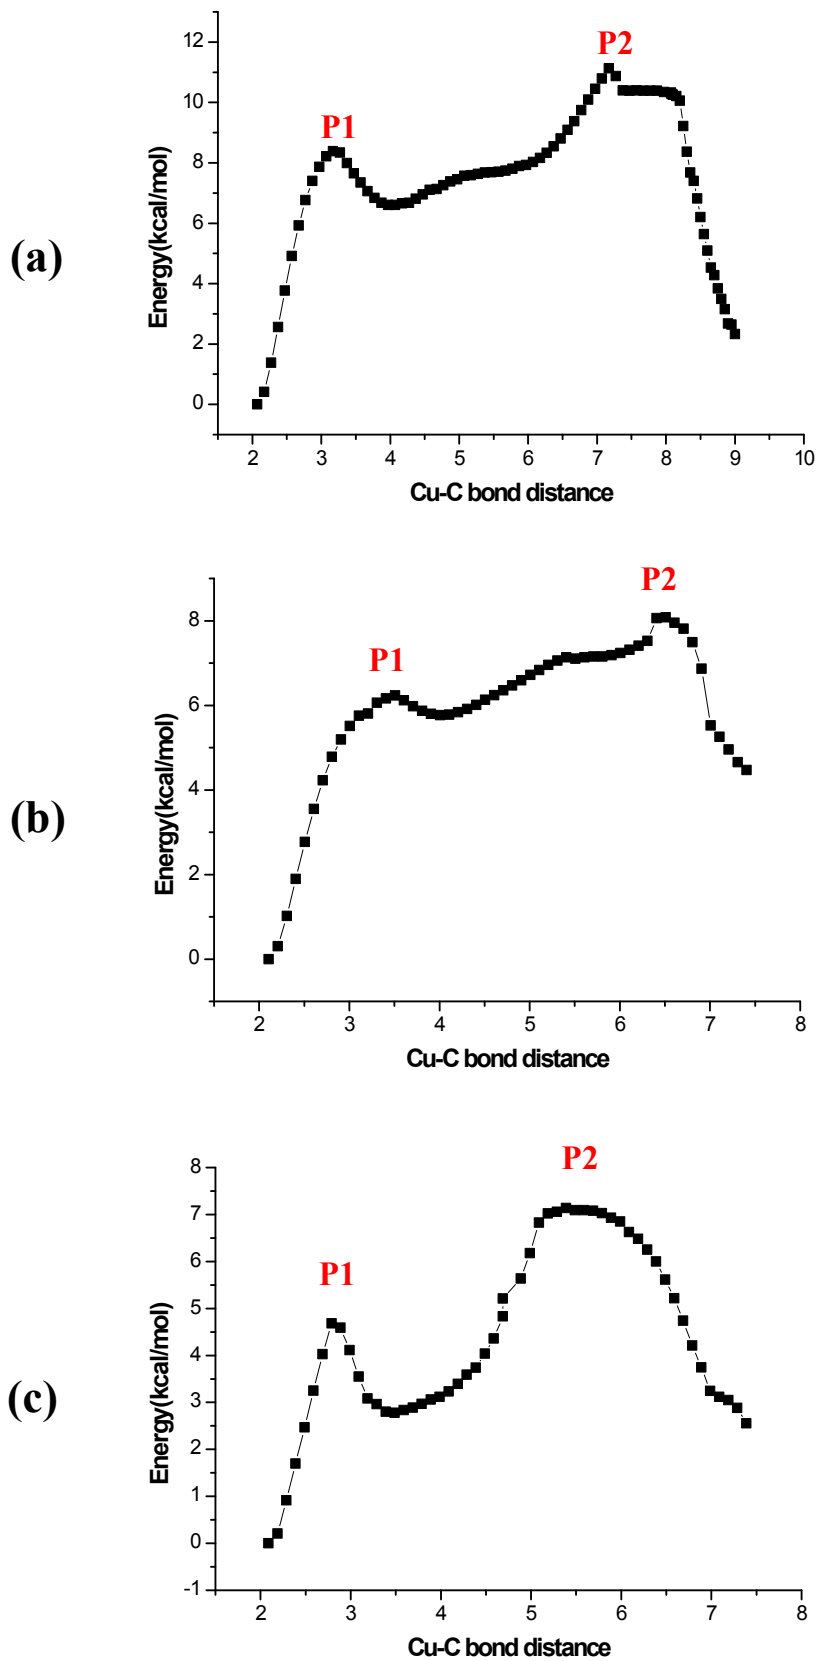 (a)
Energy(kcal/mol)
12
10
8
6
4
2
0
P1
P2
2 3 4 5 6 7 8 9 10
Cu-C bond distance
(b)
Energy(kcal/mol)
8
6
4
2
0
P1
P2
2 3 4 5 6 7 8
Cu-C bond distance
(c)
Energy(kcal/mol)
8
7
6
5
4
3
2
1
0
-1
P1
P2
2 3 4 5 6 7 8
Cu-C bond distance